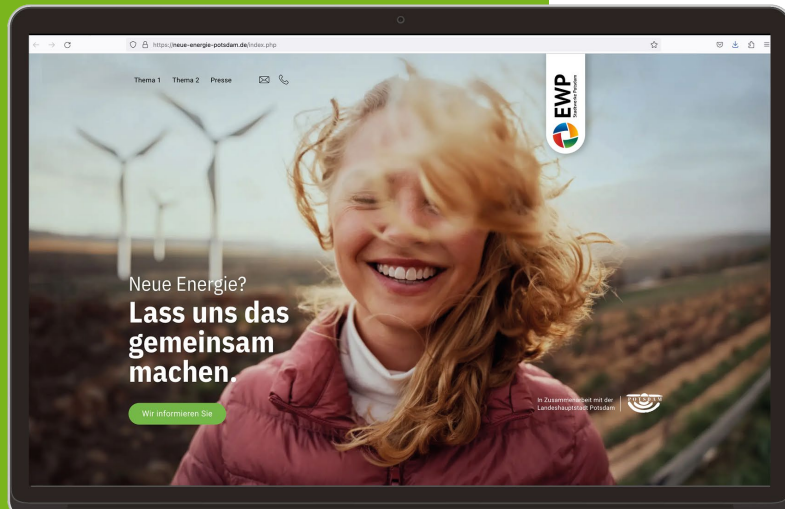 https://neue-energie-potsdam.de/index.php
Thema 1 Thema 2 Presse
EWP
Stadtwerke Potsdam
Neue Energie?
Lass uns das
gemeinsam
machen.
Wir informieren Sie
In Zusammenarbeit mit der
Landeshauptstadt Potsdam
POTSDAM